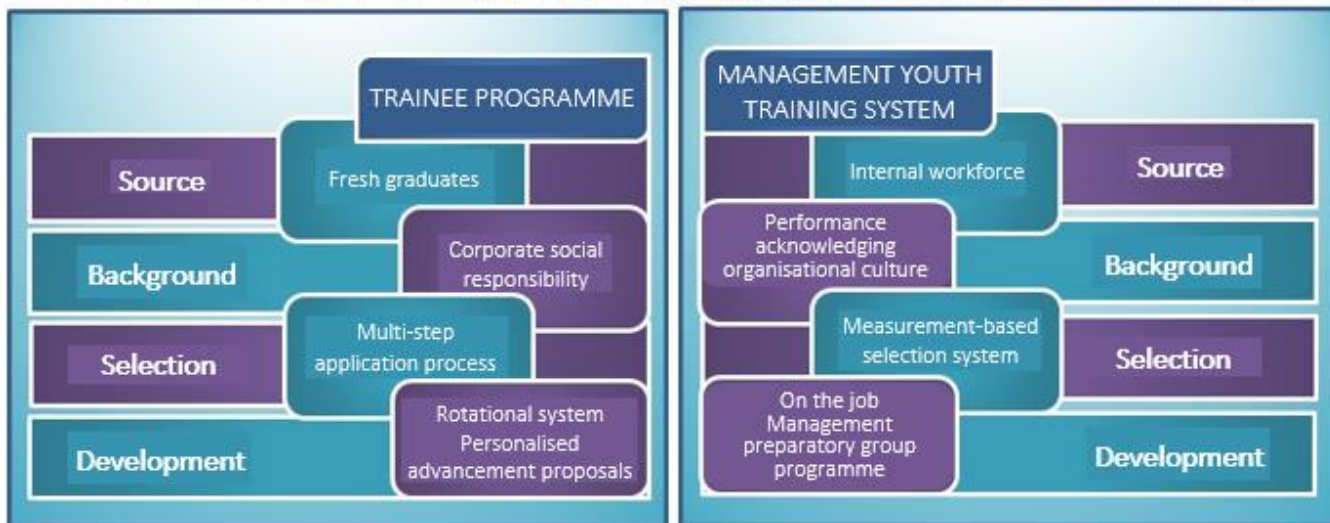 TRAINEE PROGRAMME
Source
Fresh graduates
Background
Corporate social
responsibility
Selection
Multi-step
application process
Development
Rotational system
Personalised
advancement proposals
MANAGEMENT YOUTH
TRAINING SYSTEM
Internal workforce
Source
Performance
acknowledging
organisational culture
Background
Measurement-based
selection system
Selection
On the job
Management
preparatory group
programme
Development